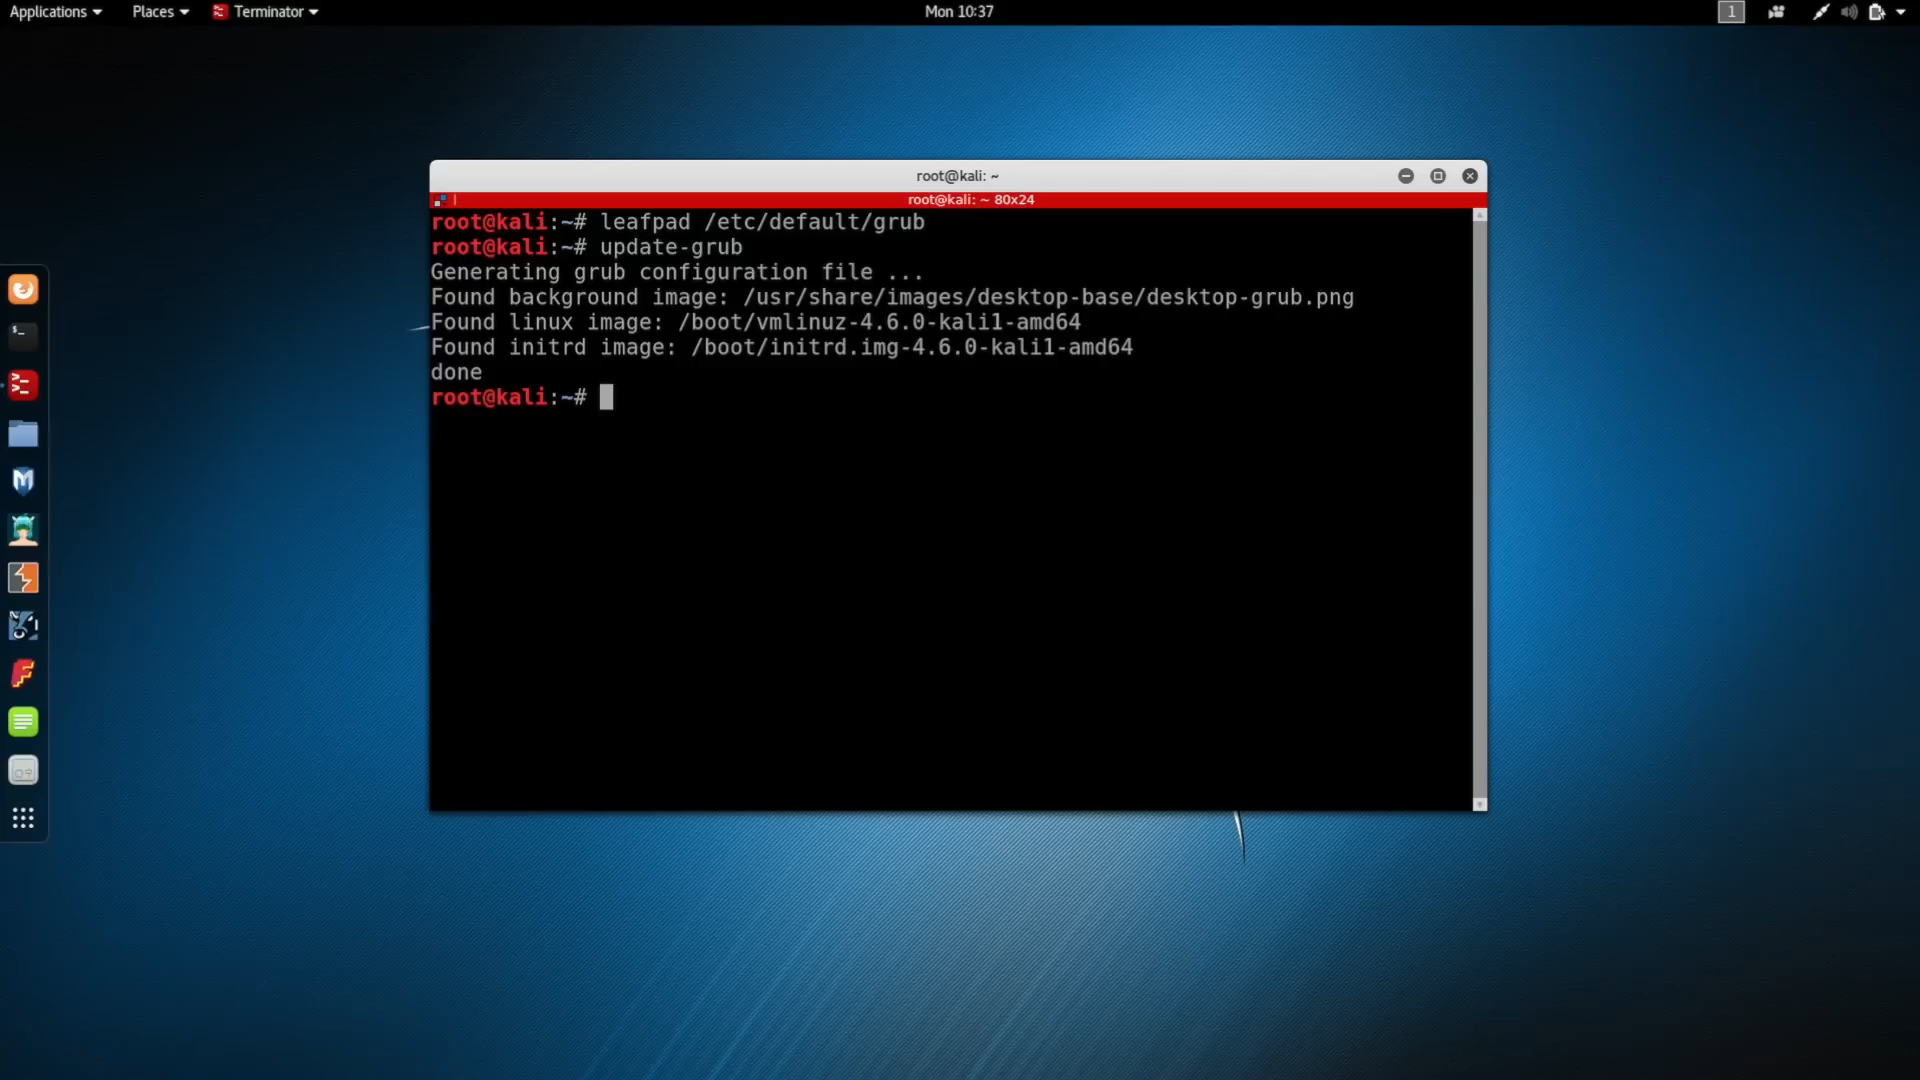 Applications Places Terminator Mon 10:37 1
root@kali: ~
root@kali: ~ 80x24
root@kali:~# leafpad /etc/default/grub
root@kali:~# update-grub
Generating grub configuration file ...
Found background image: /usr/share/images/desktop-base/desktop-grub.png
Found linux image: /boot/vmlinuz-4.6.0-kali1-amd64
Found initrd image: /boot/initrd.img-4.6.0-kali1-amd64
done
root@kali:~#